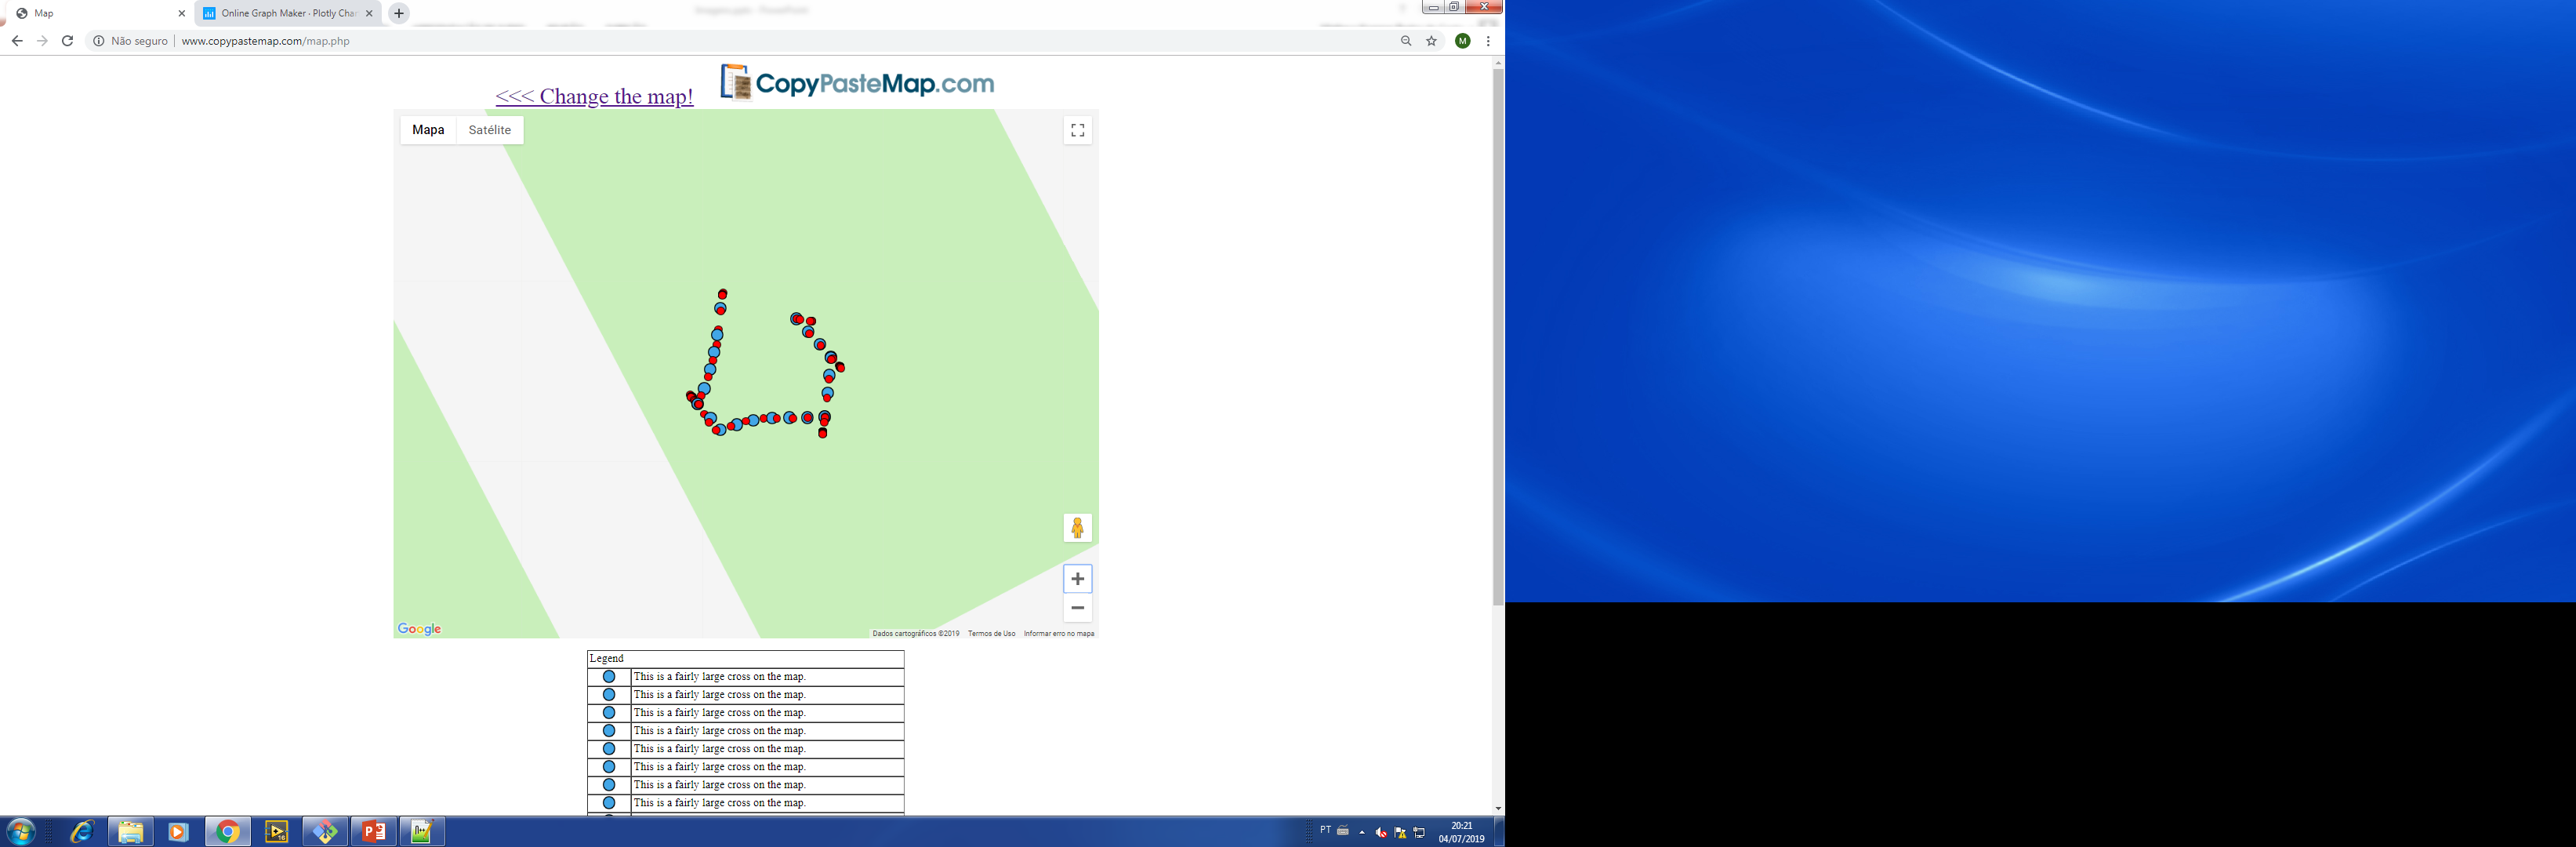 Map
Online Graph Maker · Plotly Cha
Não seguro
www.copypastemap.com/map.php
M
<<< Change the map!
CopyPasteMap.com
Mapa
Satélite
Google
Dados cartográficos ©2019
Termos de Uso
Informar erro no mapa
Legend
This is a fairly large cross on the map.
This is a fairly large cross on the map.
This is a fairly large cross on the map.
This is a fairly large cross on the map.
This is a fairly large cross on the map.
This is a fairly large cross on the map.
This is a fairly large cross on the map.
This is a fairly large cross on the map.
PT
20:21
04/07/2019